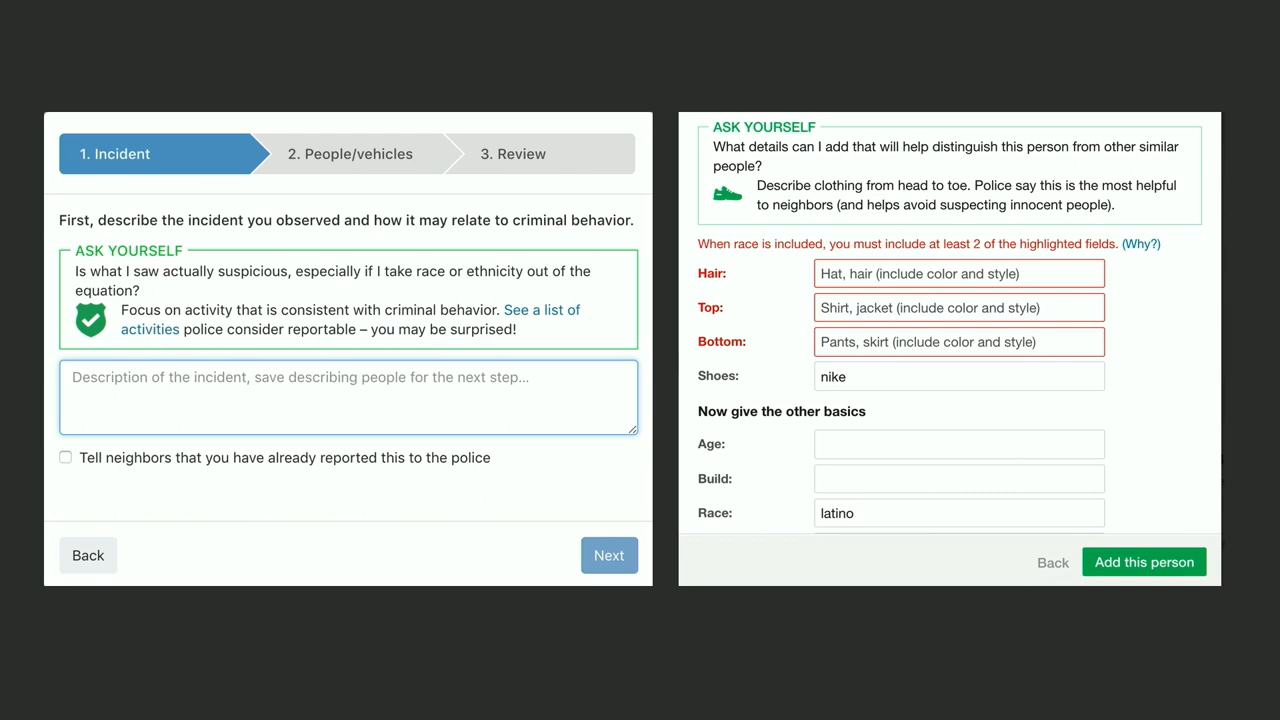 1. Incident
2. People/vehicles
3. Review
First, describe the incident you observed and how it may relate to criminal behavior.
ASK YOURSELF
Is what I saw actually suspicious, especially if I take race or ethnicity out of the
equation?
Focus on activity that is consistent with criminal behavior. See a list of
activities police consider reportable – you may be surprised!
Description of the incident, save describing people for the next step...
Tell neighbors that you have already reported this to the police
Back
Next
ASK YOURSELF
What details can I add that will help distinguish this person from other similar
people?
Describe clothing from head to toe. Police say this is the most helpful
to neighbors (and helps avoid suspecting innocent people).
When race is included, you must include at least 2 of the highlighted fields. (Why?)
Hair: Hat, hair (include color and style)
Top: Shirt, jacket (include color and style)
Bottom: Pants, skirt (include color and style)
Shoes: nike
Now give the other basics
Age:
Build:
Race: latino
Back
Add this person